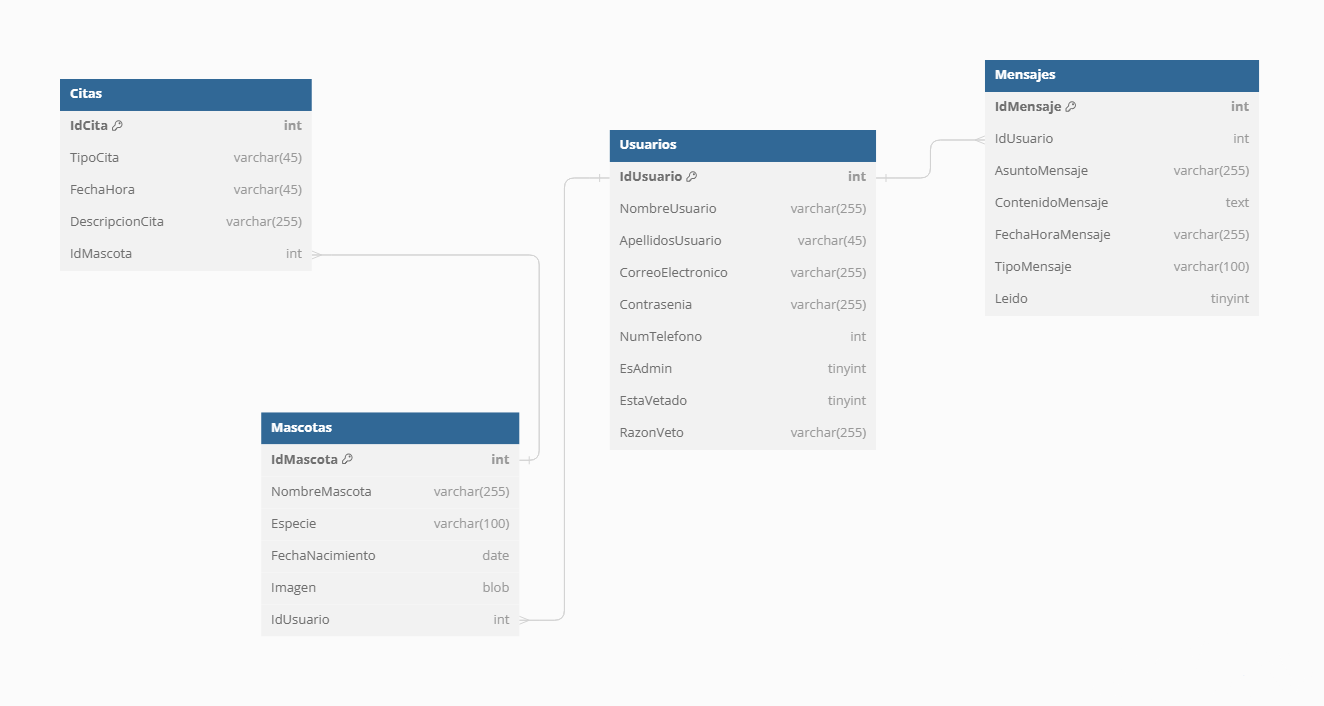 Citas
IdCita int
TipoCita varchar(45)
FechaHora varchar(45)
DescripcionCita varchar(255)
IdMascota int
Mascotas
IdMascota int
NombreMascota varchar(255)
Especie varchar(100)
FechaNacimiento date
Imagen blob
IdUsuario int
Usuarios
IdUsuario int
NombreUsuario varchar(255)
ApellidosUsuario varchar(45)
CorreoElectronico varchar(255)
Contrasenia varchar(255)
NumTelefono int
EsAdmin tinyint
EstaVetado tinyint
RazonVeto varchar(255)
Mensajes
IdMensaje int
IdUsuario int
AsuntoMensaje varchar(255)
ContenidoMensaje text
FechaHoraMensaje varchar(255)
TipoMensaje varchar(100)
Leido tinyint